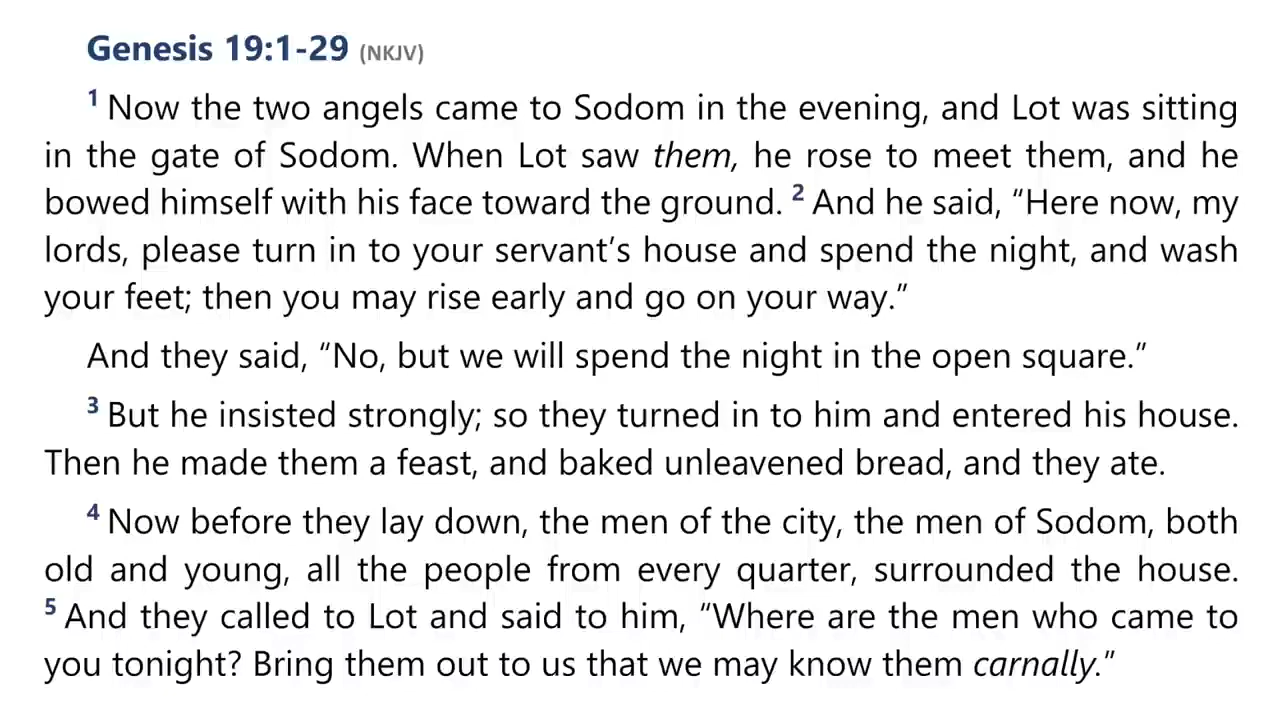 Genesis 19:1-29 (NKJV)
1 Now the two angels came to Sodom in the evening, and Lot was sitting
in the gate of Sodom. When Lot saw them, he rose to meet them, and he
bowed himself with his face toward the ground. 2 And he said, “Here now, my
lords, please turn in to your servant’s house and spend the night, and wash
your feet; then you may rise early and go on your way.”
And they said, “No, but we will spend the night in the open square.”
3 But he insisted strongly; so they turned in to him and entered his house.
Then he made them a feast, and baked unleavened bread, and they ate.
4 Now before they lay down, the men of the city, the men of Sodom, both
old and young, all the people from every quarter, surrounded the house.
5 And they called to Lot and said to him, “Where are the men who came to
you tonight? Bring them out to us that we may know them carnally.”